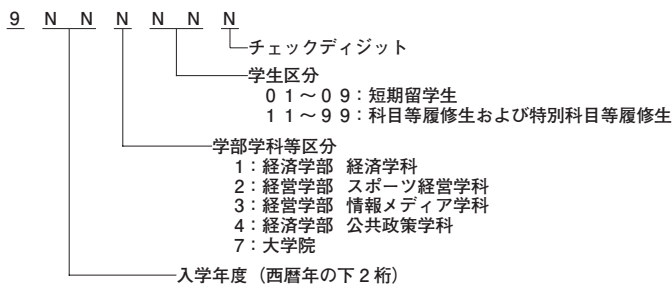 ９ Ｎ Ｎ Ｎ Ｎ Ｎ Ｎ
チェックディジット
学生区分
０１～０９：短期留学生
１１～９９：科目等履修生および特別科目等履修生
学部学科等区分
１：経済学部 経済学科
２：経営学部 スポーツ経営学科
３：経営学部 情報メディア学科
４：経済学部 公共政策学科
７：大学院
入学年度（西暦年の下２桁）